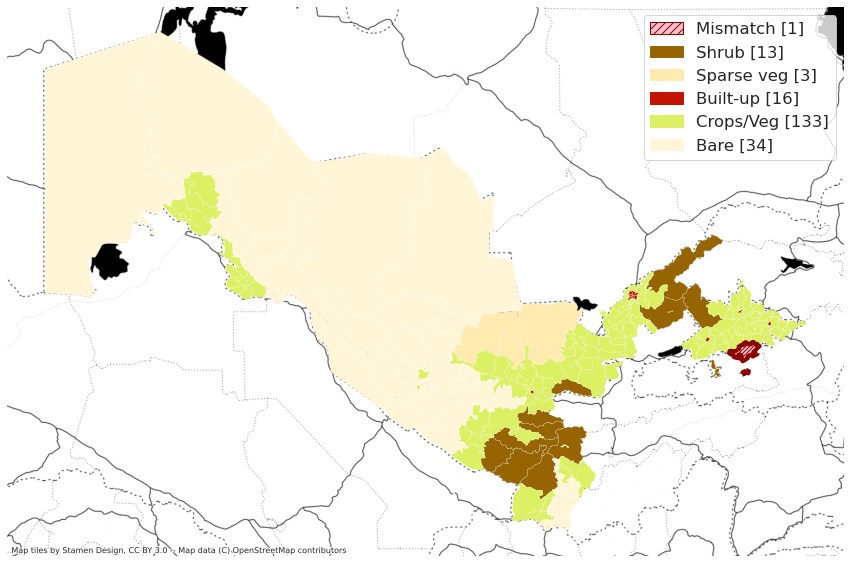 Mismatch [1]
Shrub [13]
Sparse veg [3]
Built-up [16]
Crops/Veg [133]
Bare [34]
Map tiles by Stamen Design, CC BY 3.0 -- Map data (C) OpenStreetMap contributors